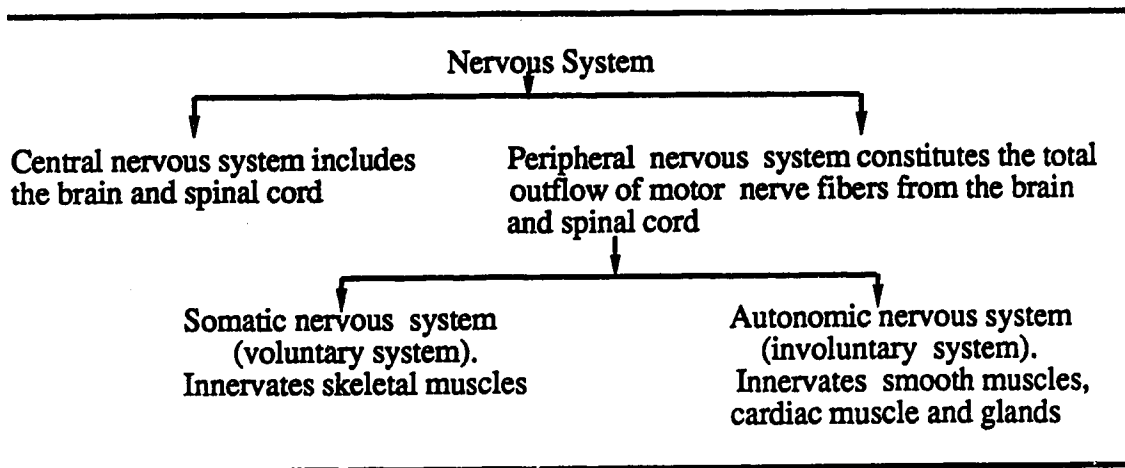 Nervous System
Central nervous system includes
the brain and spinal cord
Peripheral nervous system constitutes the total
outflow of motor nerve fibers from the brain
and spinal cord
Somatic nervous system
(voluntary system).
Innervates skeletal muscles
Autonomic nervous system
(involuntary system).
Innervates smooth muscles,
cardiac muscle and glands